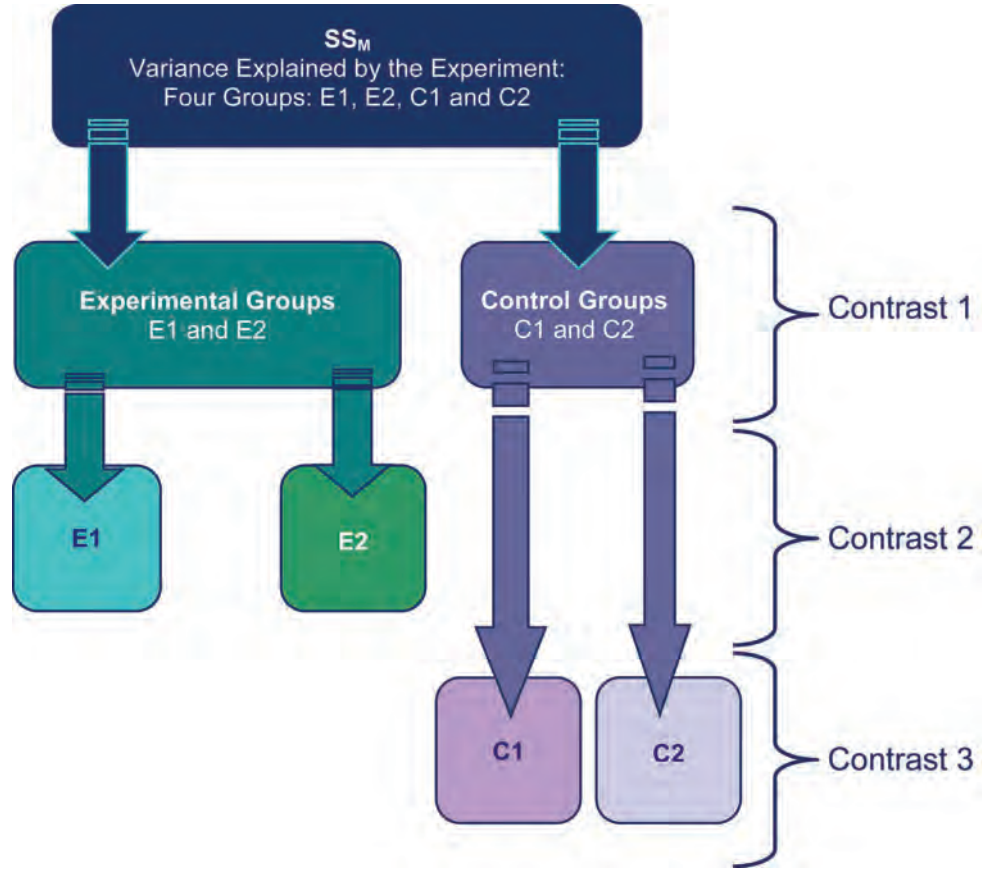 SSM
Variance Explained by the Experiment:
Four Groups: E1, E2, C1 and C2
Experimental Groups
E1 and E2
Control Groups
C1 and C2
Contrast 1
E1
E2
Contrast 2
C1
C2
Contrast 3